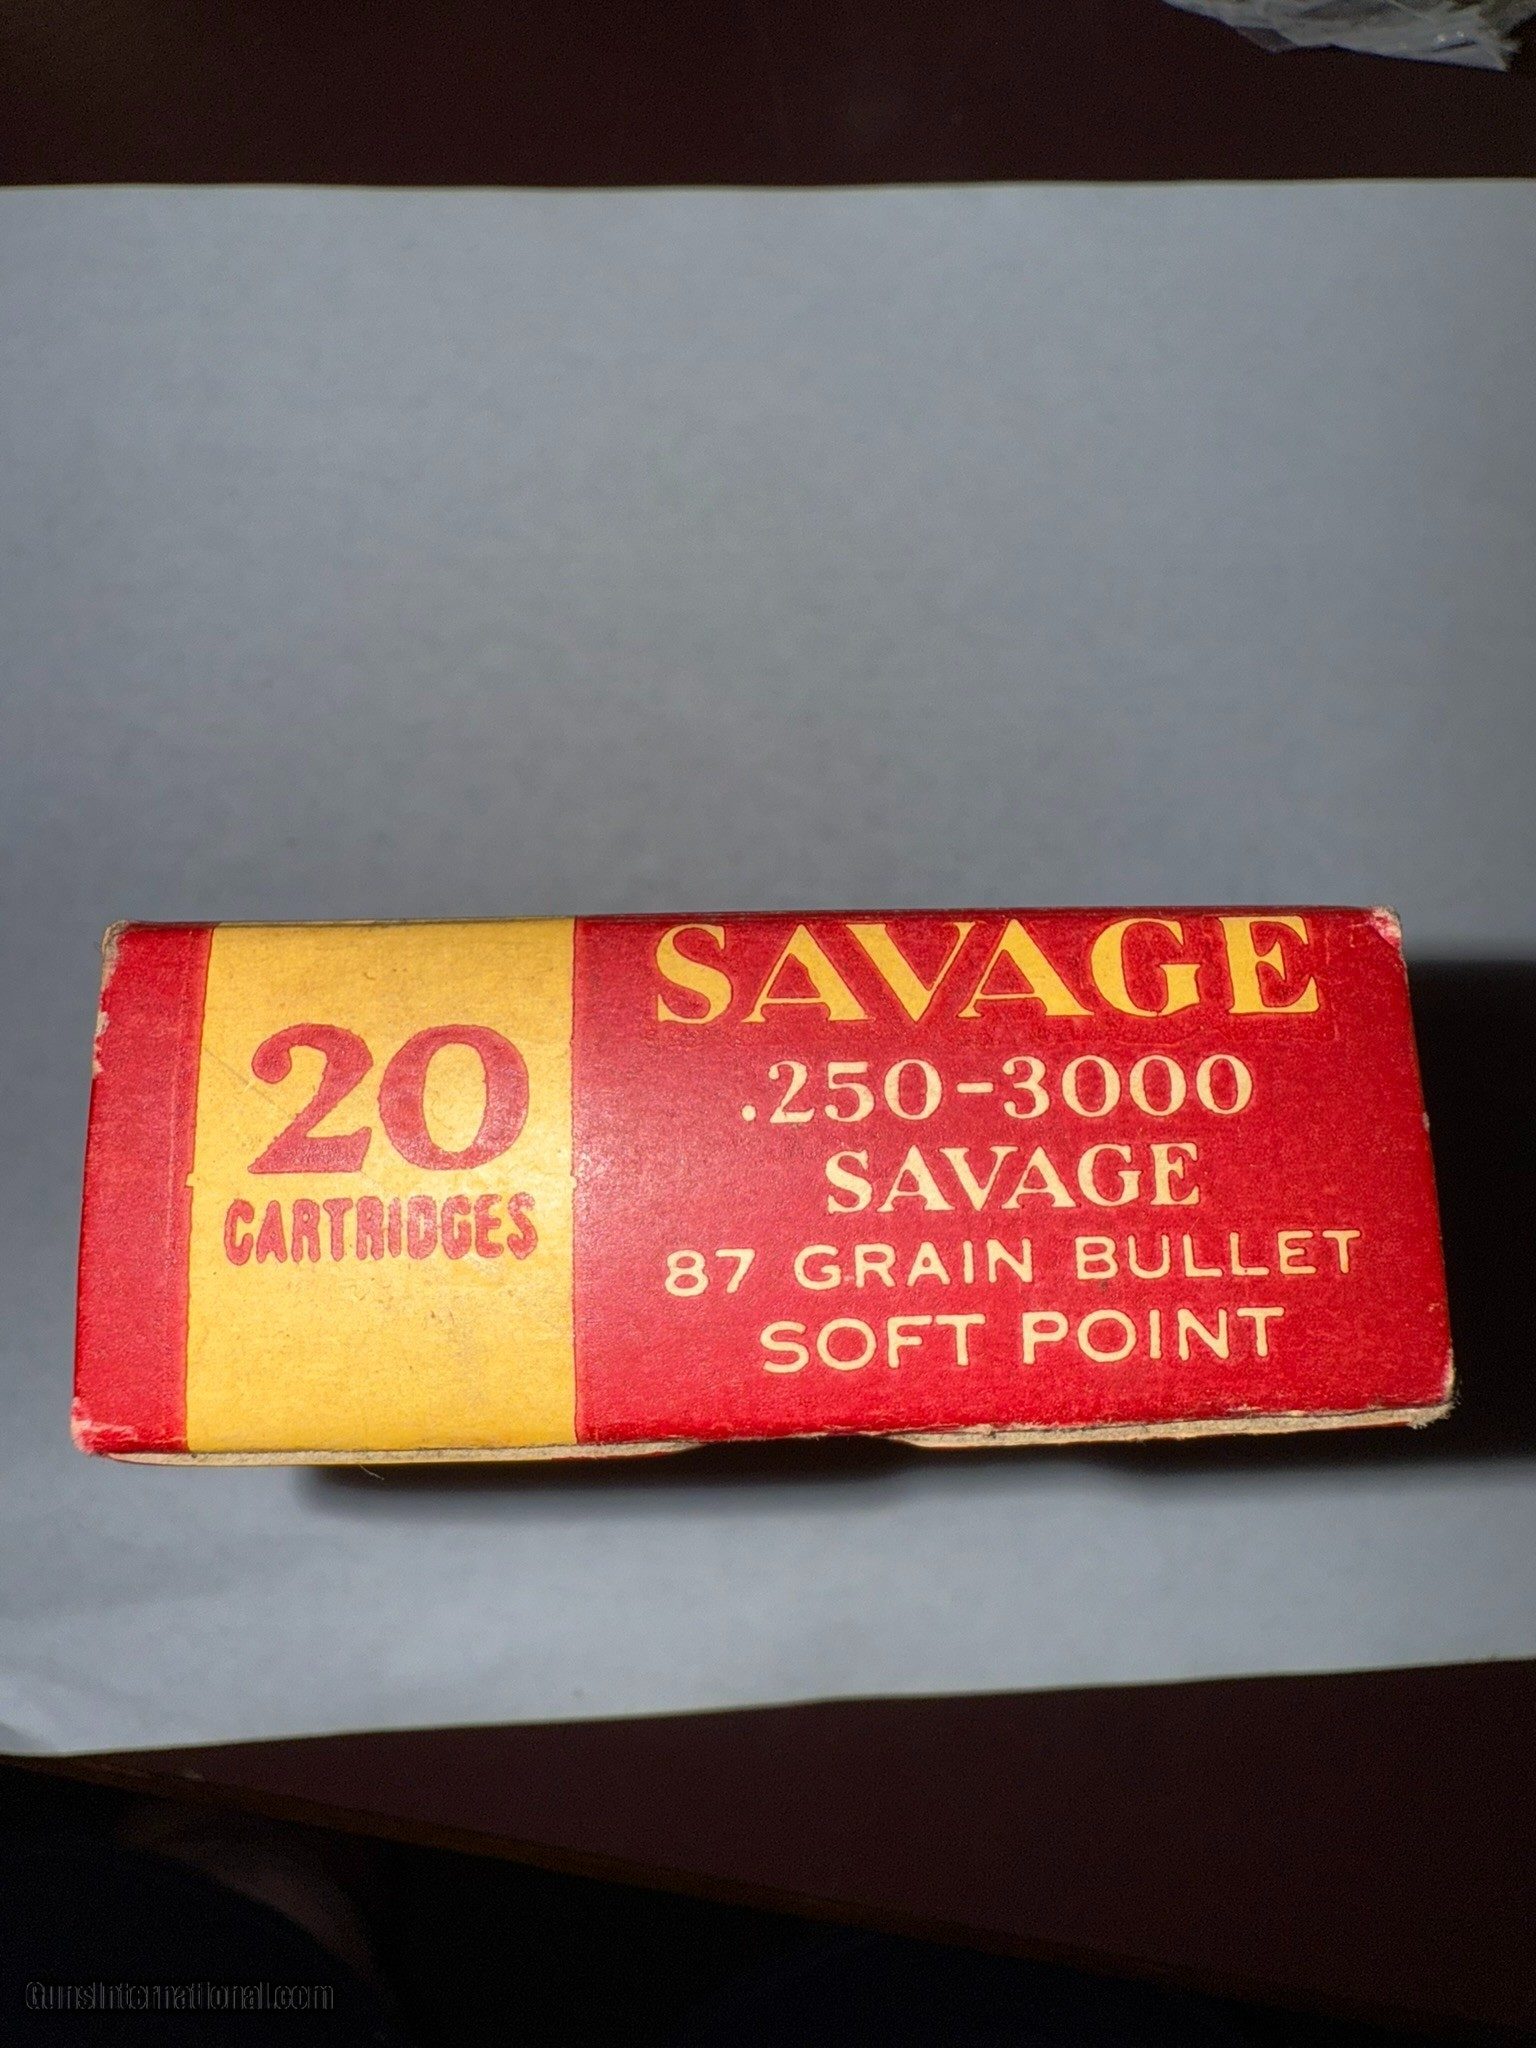 20
CARTRIDGES
SAVAGE
.250-3000
SAVAGE
87 GRAIN BULLET
SOFT POINT
GunsInternational.com